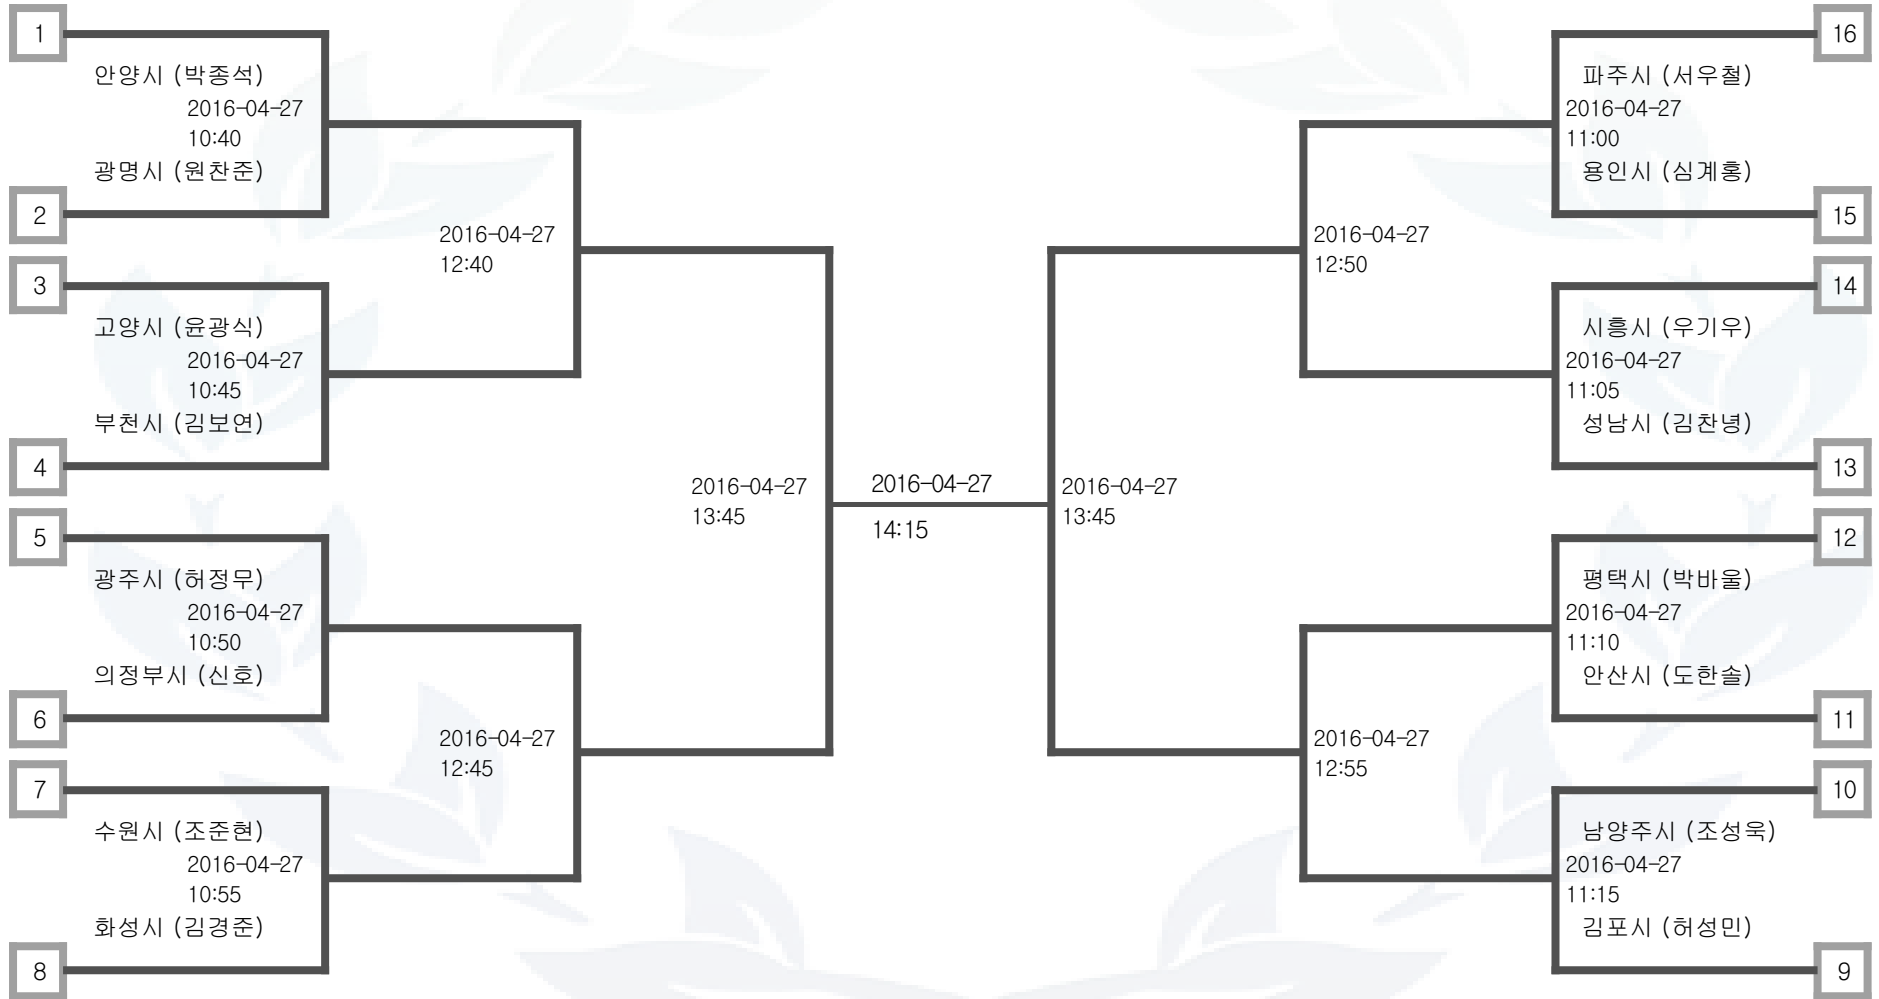 1
안양시 (박종석)
2016-04-27
10:40
광명시 (원찬준)
2
2016-04-27
12:40
3
고양시 (윤광식)
2016-04-27
10:45
부천시 (김보연)
4
2016-04-27
13:45
5
광주시 (허정무)
2016-04-27
10:50
의정부시 (신호)
6
2016-04-27
12:45
7
수원시 (조준현)
2016-04-27
10:55
화성시 (김경준)
8
2016-04-27
14:15
16
파주시 (서우철)
2016-04-27
11:00
용인시 (심계홍)
15
2016-04-27
12:50
14
시흥시 (우기우)
2016-04-27
11:05
성남시 (김찬녕)
13
2016-04-27
13:45
12
평택시 (박바울)
2016-04-27
11:10
안산시 (도한솔)
11
2016-04-27
12:55
10
남양주시 (조성욱)
2016-04-27
11:15
김포시 (허성민)
9